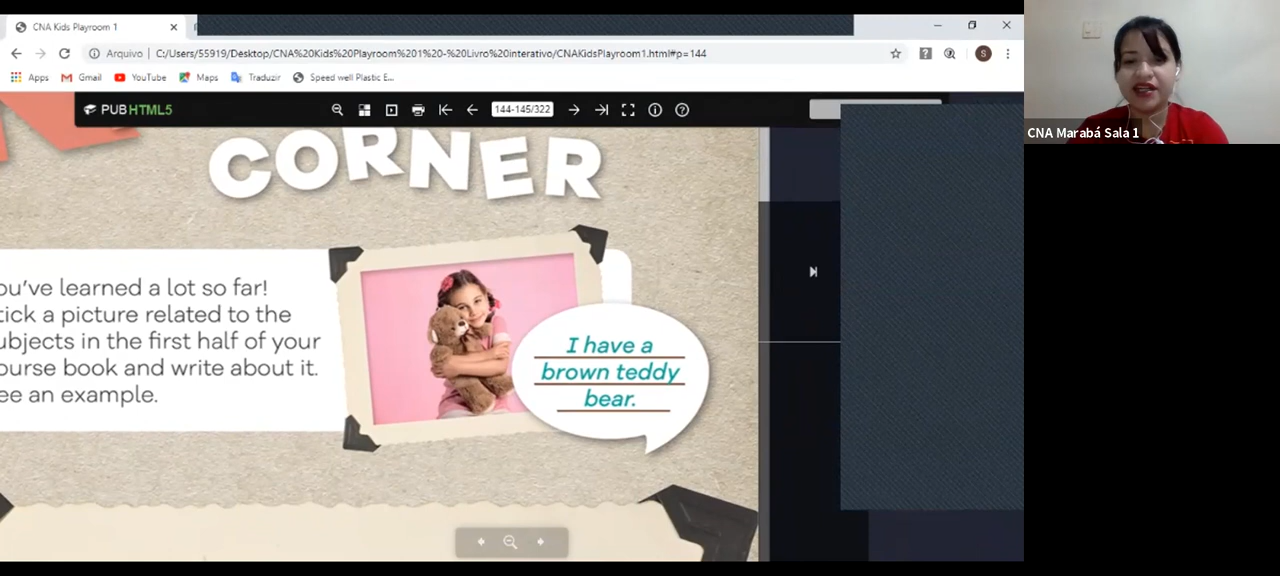 CNA Kids Playroom 1
Arquivo
C:/Users/55919/Desktop/CNA%20Kids%20Playroom%201%20-%20Livro%20interativo/CNAKidsPlayroom1.html#p=144
S
Apps Gmail YouTube Maps Traduzir Speed well Plastic E...
PUBHTML5
144-145/322
CORNER
ou've learned a lot so far!
tick a picture related to the
ubjects in the first half of your
ourse book and write about it.
ee an example.
I have a
brown teddy
bear.
CNA Marabá Sala 1